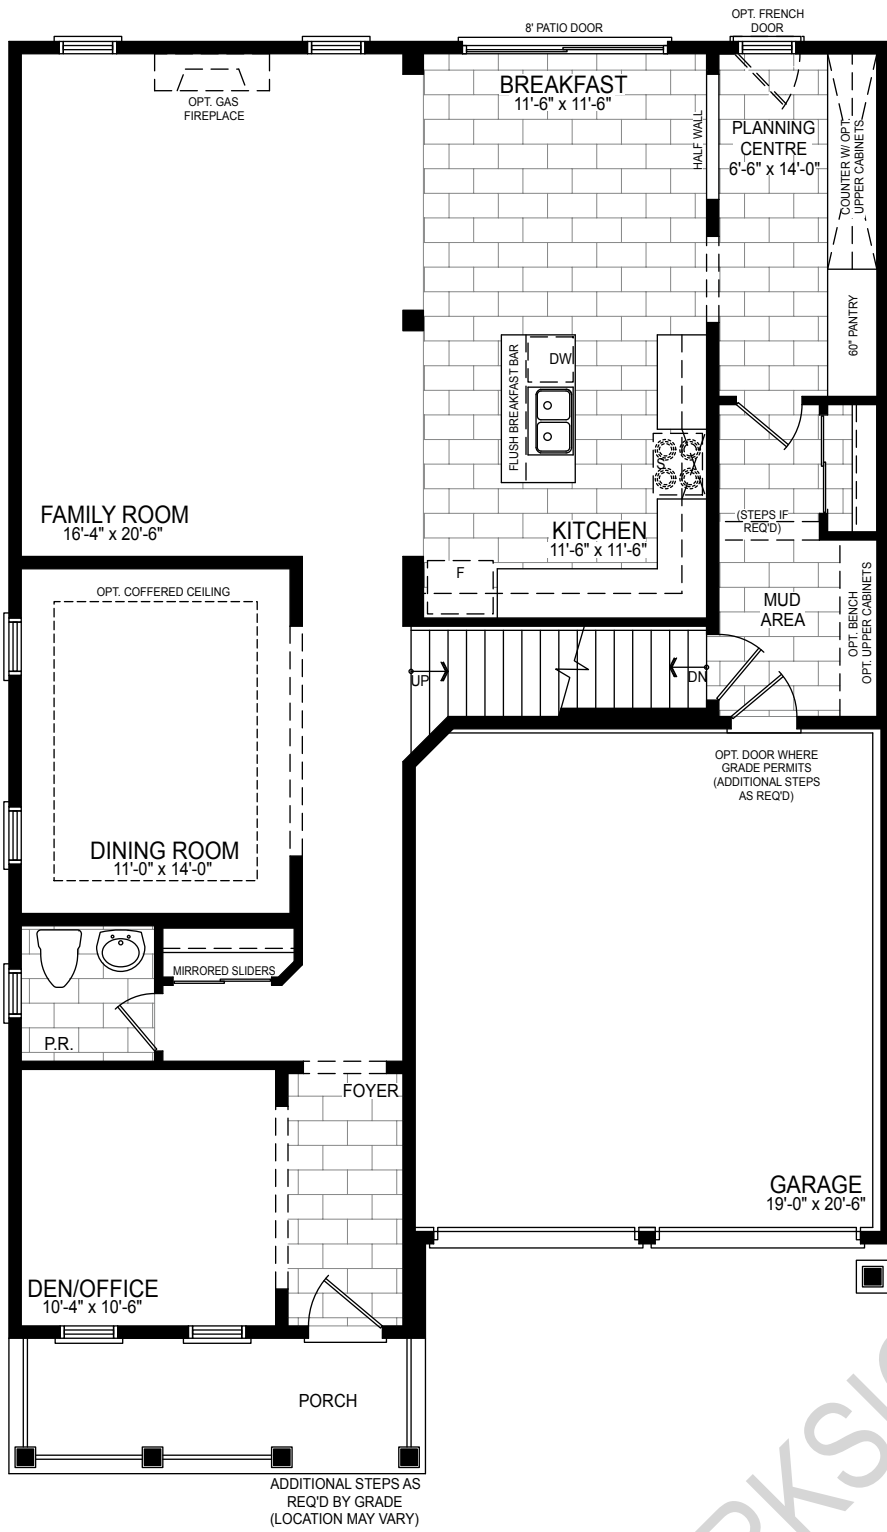 8' PATIO DOOR
OPT. FRENCH
DOOR
OPT. GAS
FIREPLACE
BREAKFAST
11'-6" x 11'-6"
HALF WALL
PLANNING
CENTRE
6'-6" x 14'-0"
COUNTER W/ OPT.
UPPER CABINETS
60" PANTRY
FLUSH BREAKFAST BAR
DW
S
FAMILY ROOM
16'-4" x 20'-6"
KITCHEN
11'-6" x 11'-6"
(STEPS IF
REQ'D)
F
OPT. COFFERED CEILING
MUD
AREA
OPT. BENCH
OPT. UPPER CABINETS
UP
DN
OPT. DOOR WHERE
GRADE PERMITS
(ADDITIONAL STEPS
AS REQ'D)
DINING ROOM
11'-0" x 14'-0"
MIRRORED SLIDERS
P.R.
FOYER
GARAGE
19'-0" x 20'-6"
DEN/OFFICE
10'-4" x 10'-6"
PORCH
ADDITIONAL STEPS AS
REQ'D BY GRADE
(LOCATION MAY VARY)